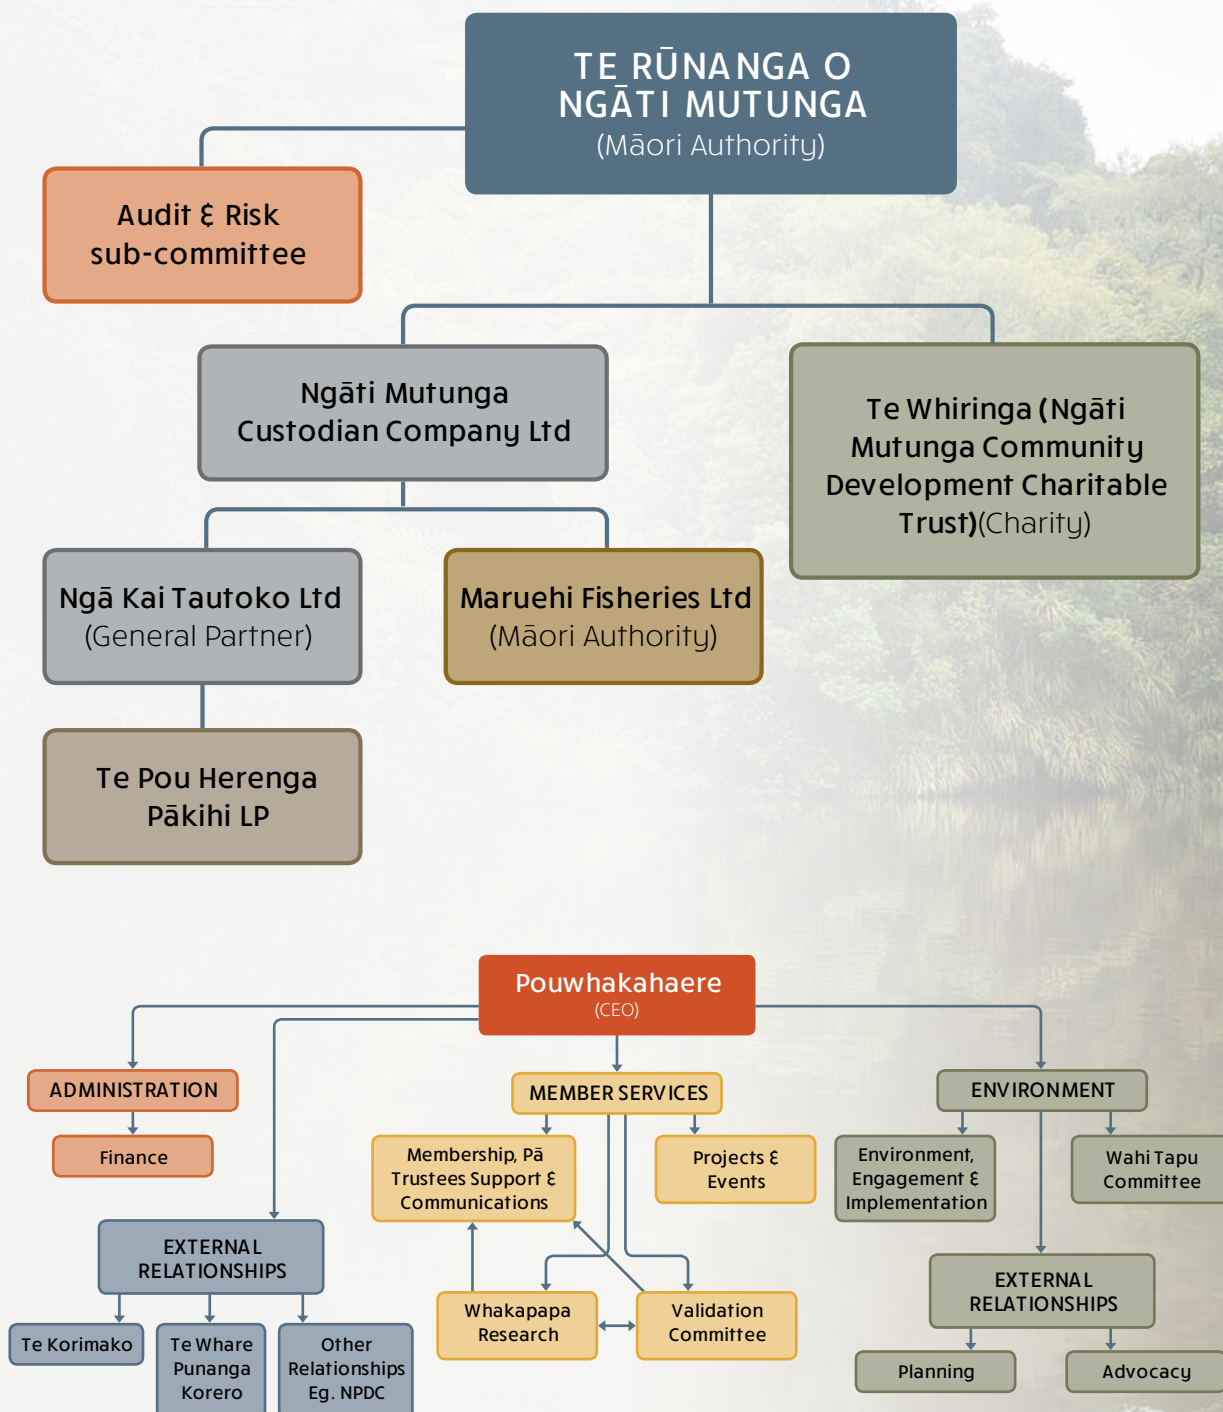 TE RŪNANGA O
NGĀTI MUTUNGA
(Māori Authority)
Audit & Risk
sub-committee
Ngāti Mutunga
Custodian Company Ltd
Te Whiringa (Ngāti
Mutunga Community
Development Charitable
Trust)(Charity)
Ngā Kai Tautoko Ltd
(General Partner)
Maruehi Fisheries Ltd
(Māori Authority)
Te Pou Herenga
Pākihi LP
Pouwhakahaere
(CEO)
ADMINISTRATION
Finance
EXTERNAL
RELATIONSHIPS
Te Korimako
Te Whare
Punanga
Korero
Other
Relationships
Eg. NPDC
MEMBER SERVICES
Membership, Pā
Trustees Support &
Communications
Projects &
Events
Whakapapa
Research
Validation
Committee
ENVIRONMENT
Environment,
Engagement &
Implementation
Wahi Tapu
Committee
EXTERNAL
RELATIONSHIPS
Planning
Advocacy